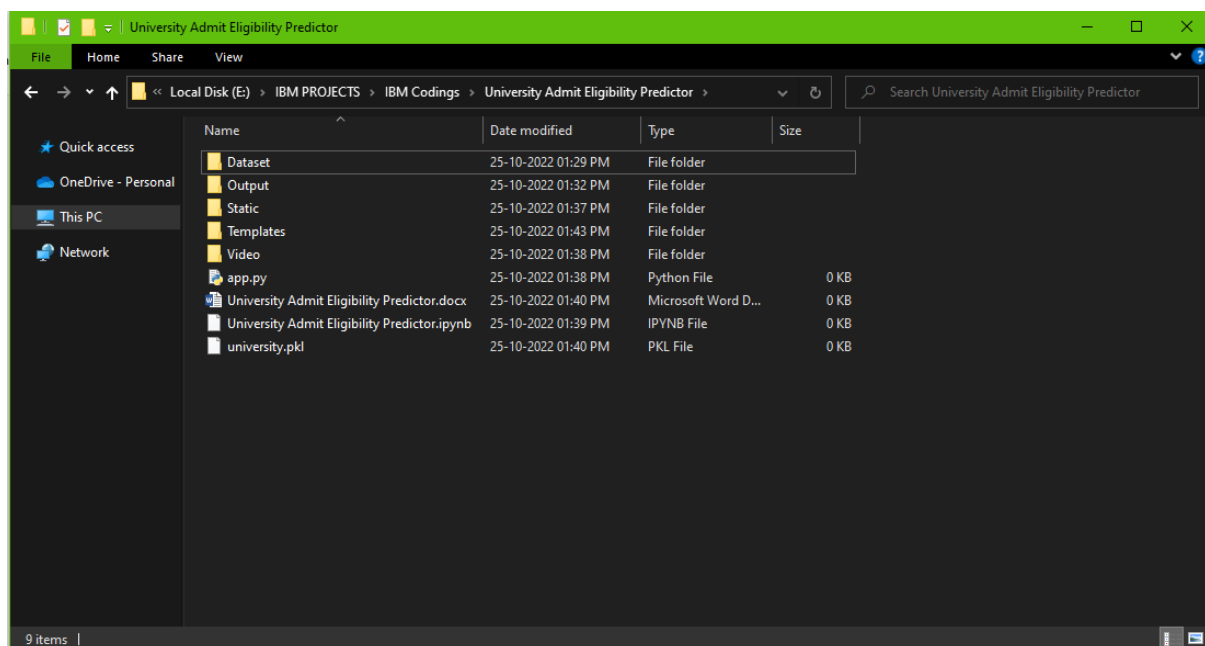 University Admit Eligibility Predictor
File Home Share View
« Local Disk (E:) > IBM PROJECTS > IBM Codings > University Admit Eligibility Predictor > Search University Admit Eligibility Predictor
Name Date modified Type Size
Quick access
OneDrive - Personal
This PC
Network
Dataset 25-10-2022 01:29 PM File folder
Output 25-10-2022 01:32 PM File folder
Static 25-10-2022 01:37 PM File folder
Templates 25-10-2022 01:43 PM File folder
Video 25-10-2022 01:38 PM File folder
app.py 25-10-2022 01:38 PM Python File 0 KB
University Admit Eligibility Predictor.docx 25-10-2022 01:40 PM Microsoft Word D... 0 KB
University Admit Eligibility Predictor.ipynb 25-10-2022 01:39 PM IPYNB File 0 KB
university.pkl 25-10-2022 01:40 PM PKL File 0 KB
9 items